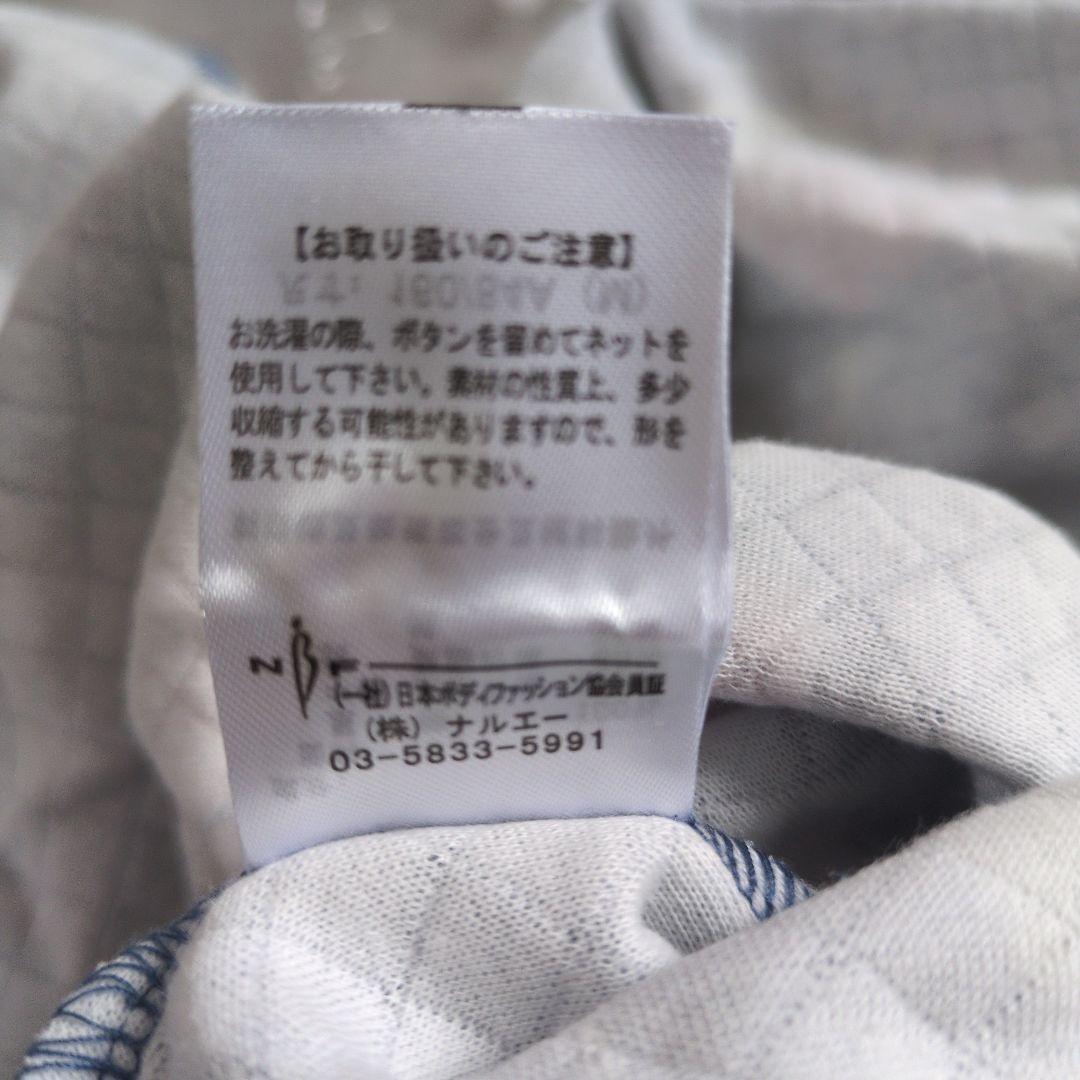 【お取り扱いのご注意】
お洗濯の際、ボタンを留めてネットを
使用して下さい。素材の性質上、多少
収縮する可能性がありますので、形を
整えてから干して下さい。
NBF
(一社)日本ボディファッション協会員証
(株) ナルエー
03-5833-5991